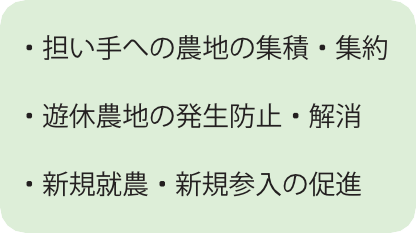 ・担い手への農地の集積・集約
・遊休農地の発生防止・解消
・新規就農・新規参入の促進